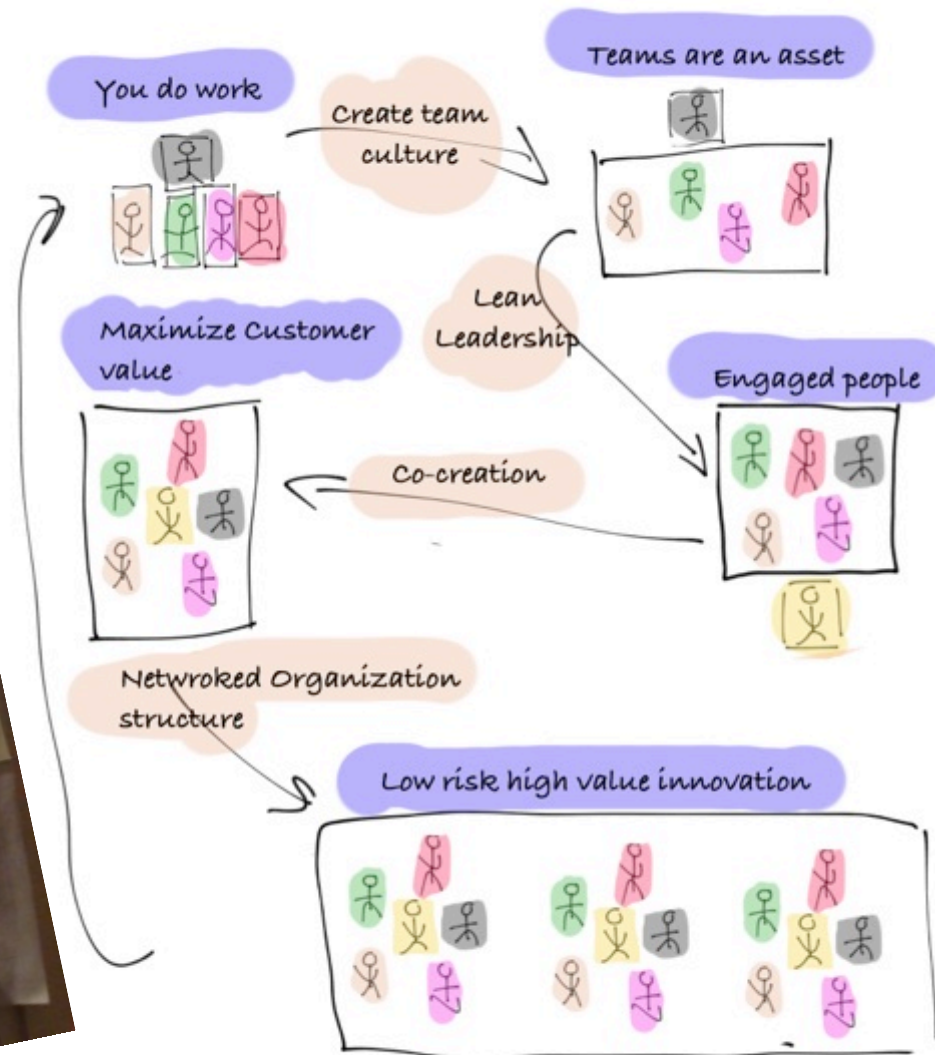 You do work
Create team
culture
Teams are an asset
Lean
Leadership
Engaged people
Co-creation
Maximize Customer
value
Netwroked Organization
structure
Low risk high value innovation